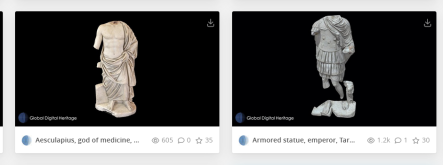 Global Digital Heritage
Aesculapius, god of medicine, ... 605 0 35
Global Digital Heritage
Armored statue, emperor, Tar... 1.2k 1 30